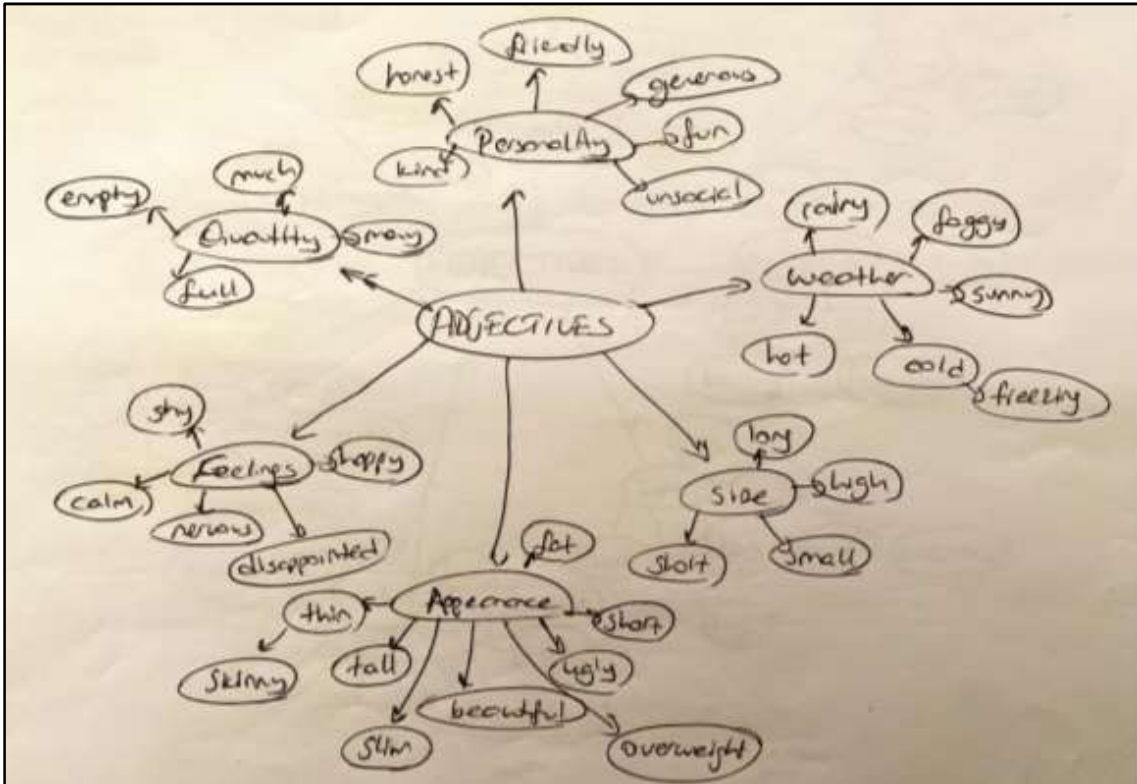 friendly
honest
generous
Personality
fun
kind
unsocial
much
empty
Quantity
many
full
rainy
foggy
weather
sunny
hot
cold
freezing
ADJECTIVES
shy
Feelings
happy
calm
nervous
disappointed
long
size
high
short
small
fat
Appearance
thin
short
skinny
tall
ugly
beautiful
slim
overweight